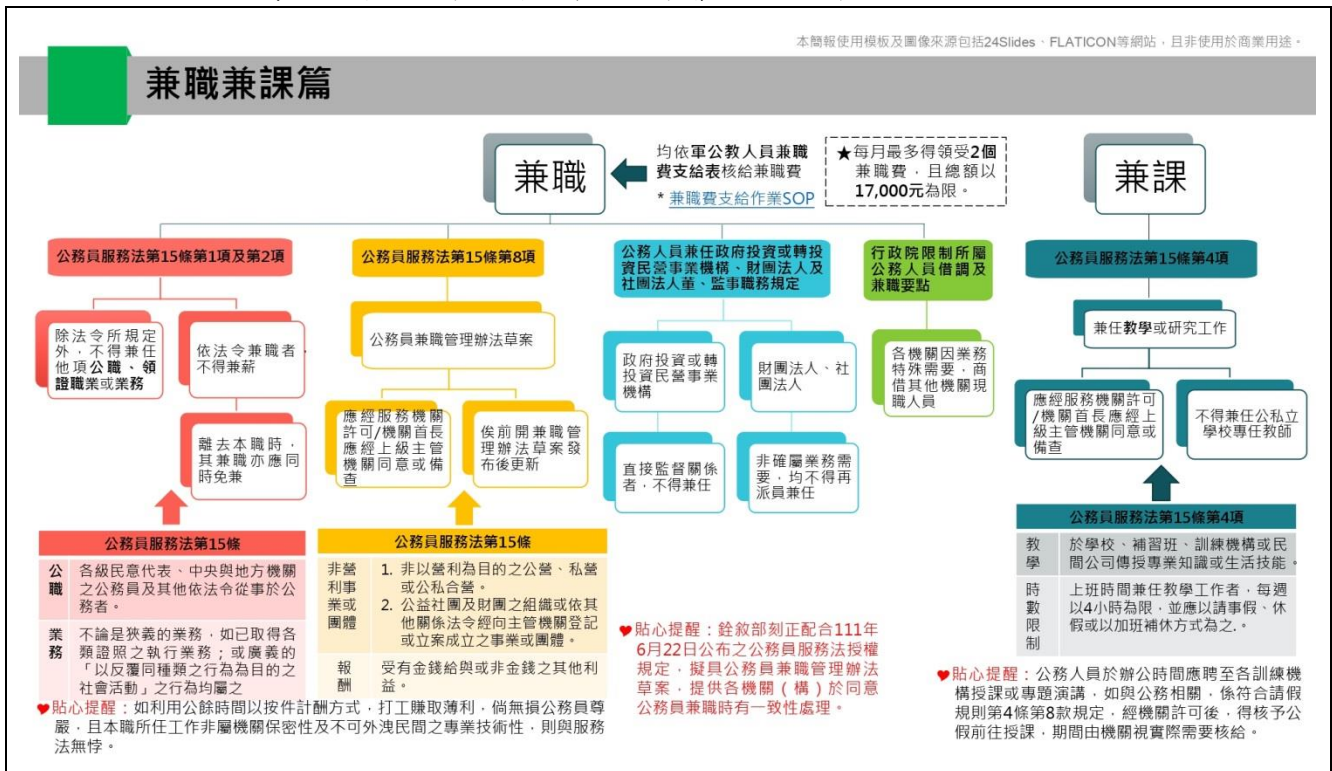 本簡報使用模板及圖像來源包括24Slides、FLATICON等網站，且非使用於商業用途。
兼職兼課篇
兼職
均依軍公教人員兼職
費支給表核給兼職費
* 兼職費支給作業SOP
★每月最多得領受2個
兼職費，且總額以
17,000元為限。
兼課
公務員服務法第15條第1項及第2項
除法令所規定
外，不得兼任
他項公職、領
證職業或業務
依法令兼職者，
不得兼薪
離去本職時，
其兼職亦應同
時免兼
公務員服務法第15條
公
職
各級民意代表、中央與地方機關
之公務員及其他依法令從事於公
務者。
業
務
不論是狹義的業務，如已取得各
類證照之執行業務；或廣義的
「以反覆同種類之行為為目的之
社會活動」之行為均屬之
公務員服務法第15條第8項
公務員兼職管理辦法草案
應經服務機關
許可/機關首長
應經上級主管
機關同意或備
查
俟前開兼職管
理辦法草案發
布後更新
公務員服務法第15條
非營
利事
業或
團體
1. 非以營利為目的之公營、私營
或公私合營。
2. 公益社團及財團之組織或依其
他關係法令經向主管機關登記
或立案成立之事業或團體。
報
酬
受有金錢給與或非金錢之其他利
益。
♥貼心提醒：如利用公餘時間以按件計酬方式，打工賺取薄利，倘無損公務員尊
嚴，且本職所任工作非屬機關保密性及不可外洩民間之專業技術性，則與服務
法無悖。
公務人員兼任政府投資或轉投
資民營事業機構、財團法人及
社團法人董、監事職務規定
政府投資或轉
投資民營事業
機構
財團法人、社
團法人
直接監督關係
者，不得兼任
非確屬業務需
要，均不得再
派員兼任
♥貼心提醒：銓敘部刻正配合111年
6月22日公布之公務員服務法授權
規定，擬具公務員兼職管理辦法
草案，提供各機關（構）於同意
公務員兼職時有一致性處理。
行政院限制所屬
公務人員借調及
兼職要點
各機關因業務
特殊需要，商
借其他機關現
職人員
公務員服務法第15條第4項
兼任教學或研究工作
應經服務機關許可
/機關首長應經上
級主管機關同意或
備查
不得兼任公私立
學校專任教師
公務員服務法第15條第4項
教
學
於學校、補習班、訓練機構或民
間公司傳授專業知識或生活技能。
時
數
限
制
上班時間兼任教學工作者，每週
以4小時為限，並應以請事假、休
假或以加班補休方式為之.。
♥貼心提醒：公務人員於辦公時間應聘至各訓練機
構授課或專題演講，如與公務相關，係符合請假
規則第4條第8款規定，經機關許可後，得核予公
假前往授課，期間由機關視實際需要核給。